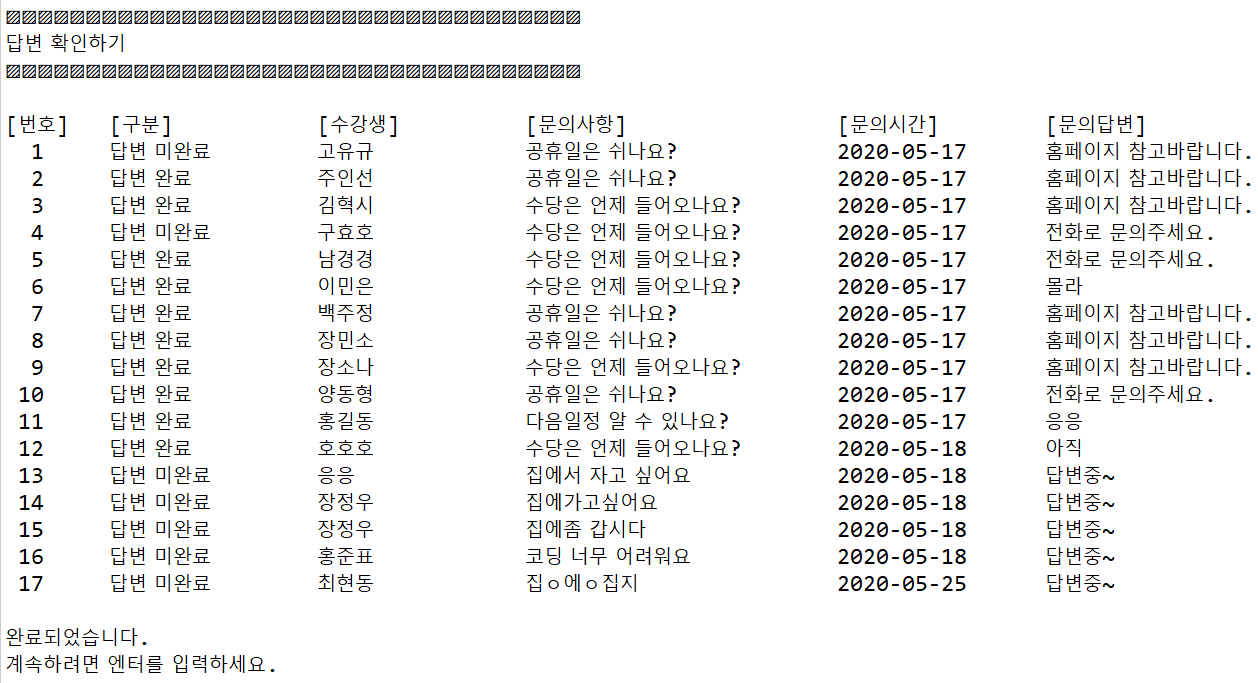 ▨▨▨▨▨▨▨▨▨▨▨▨▨▨▨▨▨▨▨▨▨▨▨▨▨▨▨▨▨▨▨▨▨▨▨▨
답변 확인하기
▨▨▨▨▨▨▨▨▨▨▨▨▨▨▨▨▨▨▨▨▨▨▨▨▨▨▨▨▨▨▨▨▨▨▨▨
[번호] [구분] [수강생] [문의사항] [문의시간] [문의답변]
1 답변 미완료 고유규 공휴일은 쉬나요? 2020-05-17 홈페이지 참고바랍니다.
2 답변 완료 주인선 공휴일은 쉬나요? 2020-05-17 홈페이지 참고바랍니다.
3 답변 완료 김혁시 수당은 언제 들어오나요? 2020-05-17 홈페이지 참고바랍니다.
4 답변 미완료 구효호 수당은 언제 들어오나요? 2020-05-17 전화로 문의주세요.
5 답변 완료 남경경 수당은 언제 들어오나요? 2020-05-17 전화로 문의주세요.
6 답변 완료 이민은 수당은 언제 들어오나요? 2020-05-17 몰라
7 답변 완료 백주정 공휴일은 쉬나요? 2020-05-17 홈페이지 참고바랍니다.
8 답변 완료 장민소 공휴일은 쉬나요? 2020-05-17 홈페이지 참고바랍니다.
9 답변 완료 장소나 수당은 언제 들어오나요? 2020-05-17 홈페이지 참고바랍니다.
10 답변 완료 양동형 공휴일은 쉬나요? 2020-05-17 전화로 문의주세요.
11 답변 완료 홍길동 다음일정 알 수 있나요? 2020-05-17 응응
12 답변 완료 호호호 수당은 언제 들어오나요? 2020-05-18 아직
13 답변 미완료 응응 집에서 자고 싶어요 2020-05-18 답변중~
14 답변 미완료 장정우 집에가고싶어요 2020-05-18 답변중~
15 답변 미완료 장정우 집에좀 갑시다 2020-05-18 답변중~
16 답변 미완료 홍준표 코딩 너무 어려워요 2020-05-18 답변중~
17 답변 미완료 최현동 집ㅇ에ㅇ집지 2020-05-25 답변중~
완료되었습니다.
계속하려면 엔터를 입력하세요.